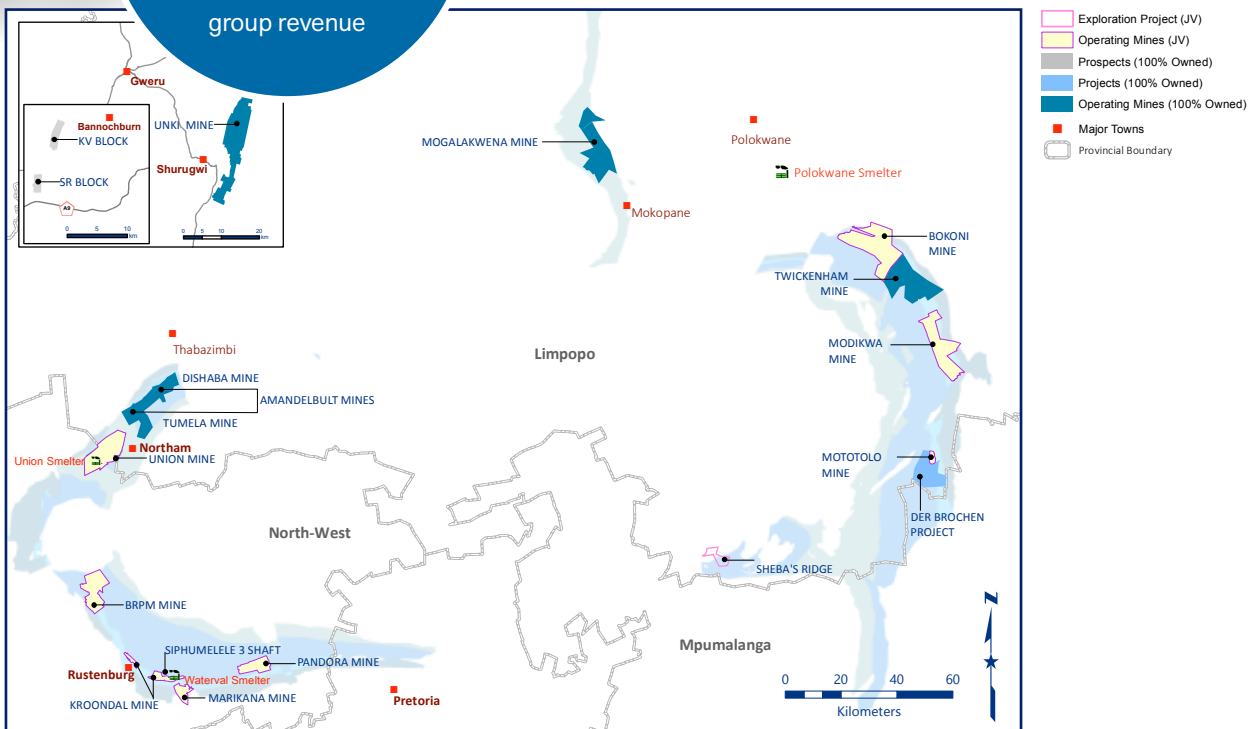 group revenue
Gweru
Bannochburn
KV BLOCK
UNKI MINE
Shurugwi
SR BLOCK
A9
0 5 10
km
0 5 10 20
km
MOGALAKWENA MINE
Polokwane
Polokwane Smelter
Mokopane
BOKONI
MINE
TWICKENHAM
MINE
MODIKWA
MINE
Thabazimbi
Limpopo
DISHABA MINE
AMANDELBULT MINES
TUMELA MINE
Northam
Union Smelter
UNION MINE
MOTOTOLO
MINE
DER BROCHEN
PROJECT
North-West
SHEBA'S RIDGE
BRPM MINE
Mpumalanga
SIPHUMELELE 3 SHAFT
PANDORA MINE
Rustenburg
Waterval Smelter
KROONDAL MINE
MARIKANA MINE
Pretoria
N
0 20 40 60
Kilometers
Exploration Project (JV)
Operating Mines (JV)
Prospects (100% Owned)
Projects (100% Owned)
Operating Mines (100% Owned)
Major Towns
Provincial Boundary